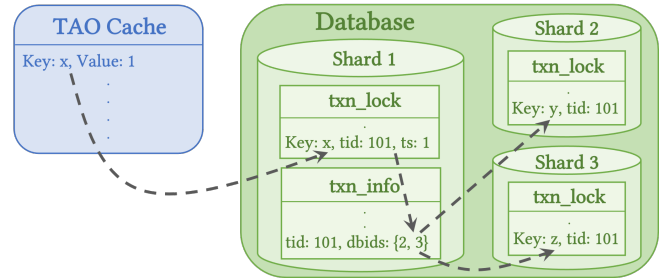 TAO Cache
Key: x, Value: 1
Database
Shard 1
txn_lock
Key: x, tid: 101, ts: 1
txn_info
tid: 101, dbids: {2, 3}
Shard 2
txn_lock
Key: y, tid: 101
Shard 3
txn_lock
Key: z, tid: 101